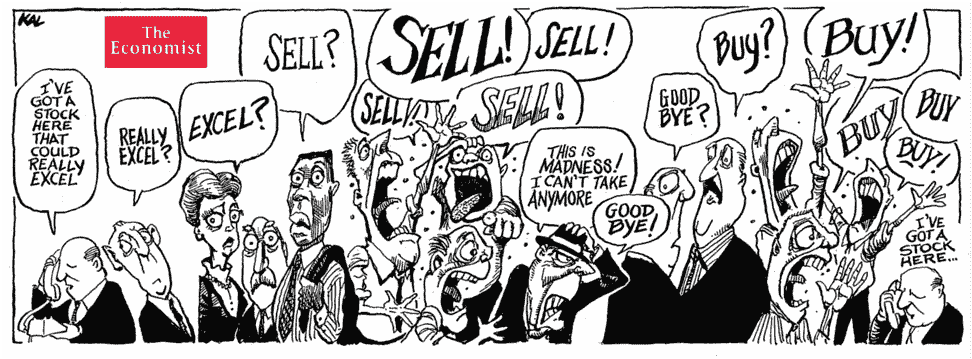 KAL
The
Economist
I'VE
GOT A
STOCK
HERE
THAT
COULD
REALLY
EXCEL
REALLY
EXCEL?
EXCEL?
SELL?
SELL!
SELL!
SELL!
SELL!
THIS IS
MADNESS!
I CAN'T TAKE
ANYMORE
GOOD
BYE!
GOOD
BYE?
BUY?
BUY!
BUY
BUY
BUY!
I'VE
GOT A
STOCK
HERE...